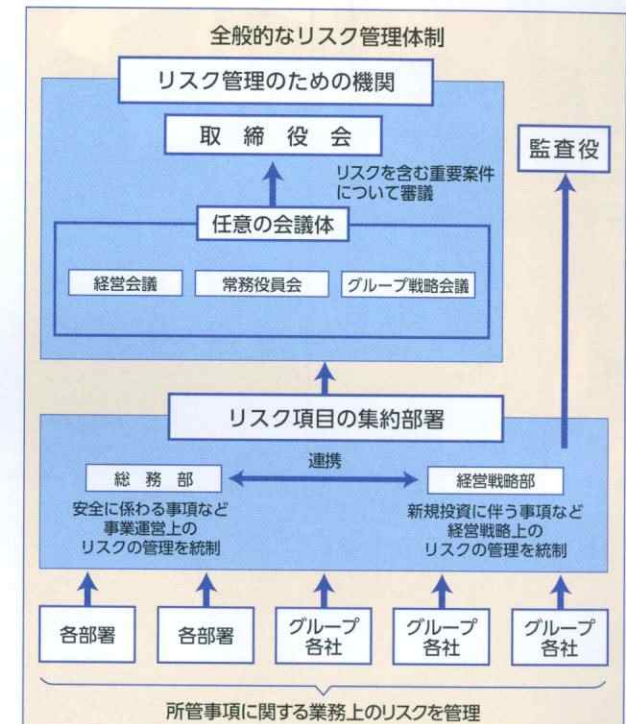 全般的なリスク管理体制
リスク管理のための機関
取締役会
監査役
リスクを含む重要案件
について審議
任意の会議体
経営会議
常務役員会
グループ戦略会議
リスク項目の集約部署
総務部
連携
経営戦略部
安全に係わる事項など
事業運営上の
リスクの管理を統制
新規投資に伴う事項など
経営戦略上の
リスクの管理を統制
各部署
各部署
グループ
各社
グループ
各社
グループ
各社
所管事項に関する業務上のリスクを管理